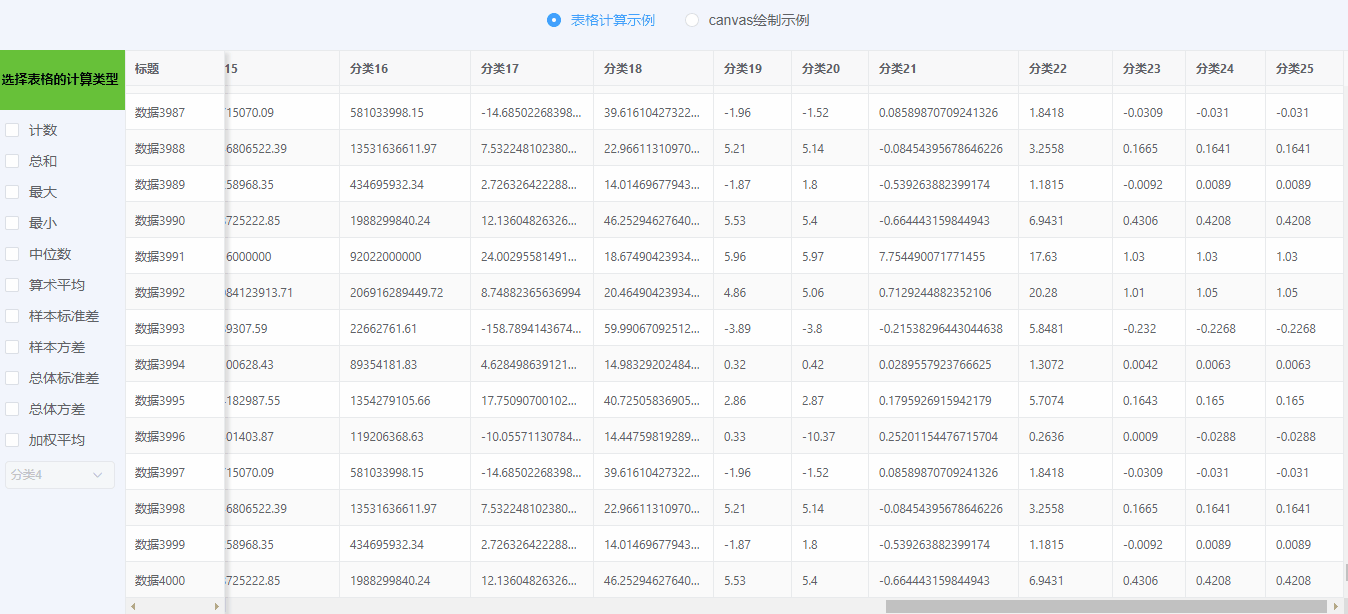 表格计算示例 canvas绘制示例
选择表格的计算类型
计数
总和
最大
最小
中位数
算术平均
样本标准差
样本方差
总体标准差
总体方差
加权平均
分类4
标题 15 分类16 分类17 分类18 分类19 分类20 分类21 分类22 分类23 分类24 分类25
数据3987 15070.09 581033998.15 -14.68502268398... 39.61610427322... -1.96 -1.52 0.08589870709241326 1.8418 -0.0309 -0.031 -0.031
数据3988 6806522.39 13531636611.97 7.532248102380... 22.96611310970... 5.21 5.14 -0.08454395678646226 3.2558 0.1665 0.1641 0.1641
数据3989 58968.35 434695932.34 2.726326422288... 14.01469677943... -1.87 1.8 -0.539263882399174 1.1815 -0.0092 0.0089 0.0089
数据3990 725222.85 1988299840.24 12.13604826326... 46.25294627640... 5.53 5.4 -0.664443159844943 6.9431 0.4306 0.4208 0.4208
数据3991 6000000 92022000000 24.00295581491... 18.67490423934... 5.96 5.97 7.754490071771455 17.63 1.03 1.03 1.03
数据3992 84123913.71 206916289449.72 8.74882365636994 20.46490423934... 4.86 5.06 0.7129244882352106 20.28 1.01 1.05 1.05
数据3993 9307.59 22662761.61 -158.7894143674... 59.99067092512... -3.89 -3.8 -0.21538296443044638 5.8481 -0.232 -0.2268 -0.2268
数据3994 00628.43 89354181.83 4.628498639121... 14.98329202484... 0.32 0.42 0.0289557923766625 1.3072 0.0042 0.0063 0.0063
数据3995 182987.55 1354279105.66 17.75090700102... 40.72505836905... 2.86 2.87 0.1795926915942179 5.7074 0.1643 0.165 0.165
数据3996 01403.87 119206368.63 -10.05571130784... 14.44759819289... 0.33 -10.37 0.25201154476715704 0.2636 0.0009 -0.0288 -0.0288
数据3997 15070.09 581033998.15 -14.68502268398... 39.61610427322... -1.96 -1.52 0.08589870709241326 1.8418 -0.0309 -0.031 -0.031
数据3998 6806522.39 13531636611.97 7.532248102380... 22.96611310970... 5.21 5.14 -0.08454395678646226 3.2558 0.1665 0.1641 0.1641
数据3999 58968.35 434695932.34 2.726326422288... 14.01469677943... -1.87 1.8 -0.539263882399174 1.1815 -0.0092 0.0089 0.0089
数据4000 725222.85 1988299840.24 12.13604826326... 46.25294627640... 5.53 5.4 -0.664443159844943 6.9431 0.4306 0.4208 0.4208